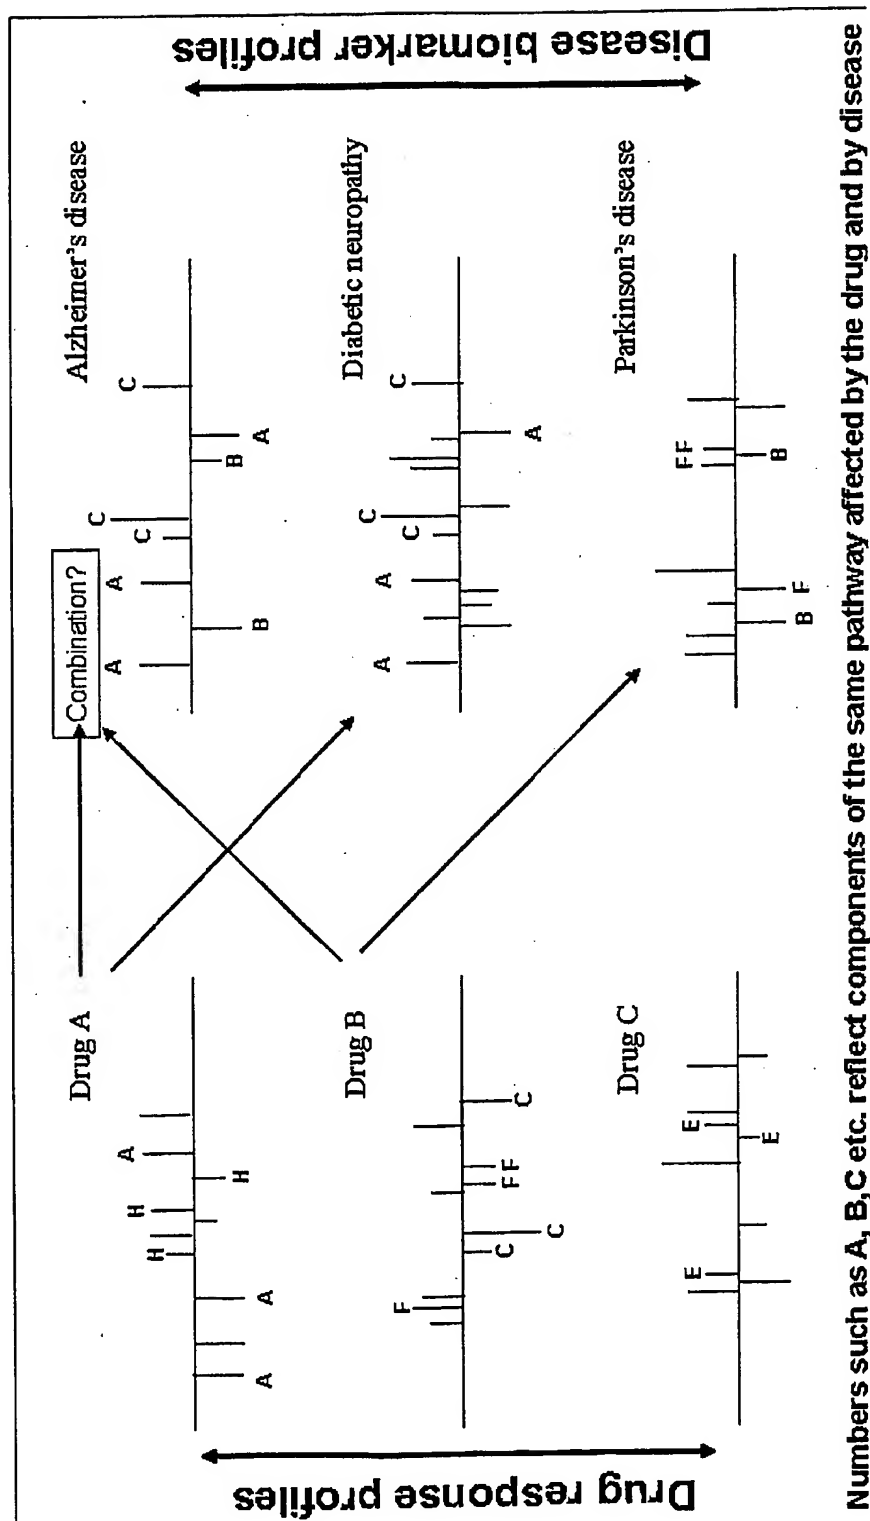 Drug response profiles
Drug A
H H A
A A H
Drug B
F
C C F F C
Drug C
E E
E
Combination?
Alzheimer's disease
A A C C C
B B A
Diabetic neuropathy
A A C C C
A
Parkinson's disease
F F
B F B
Disease biomarker profiles
Numbers such as A, B,C etc. reflect components of the same pathway affected by the drug and by disease